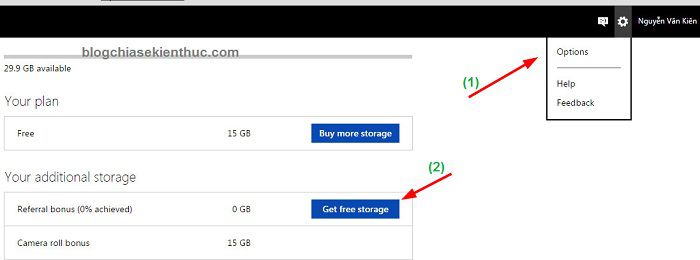 Nguyễn Văn Kiên
blogchiasekienthuc.com
Options
29.9 GB available
(1)
Help
Your plan
Feedback
Free 15 GB Buy more storage
(2)
Your additional storage
Referral bonus (0% achieved) 0 GB Get free storage
Camera roll bonus 15 GB